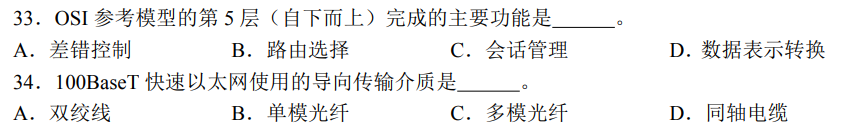 33．OSI 参考模型的第 5 层（自下而上）完成的主要功能是______。
A．差错控制 B．路由选择 C．会话管理 D．数据表示转换
34．100BaseT 快速以太网使用的导向传输介质是______。
A．双绞线 B．单模光纤 C．多模光纤 D．同轴电缆